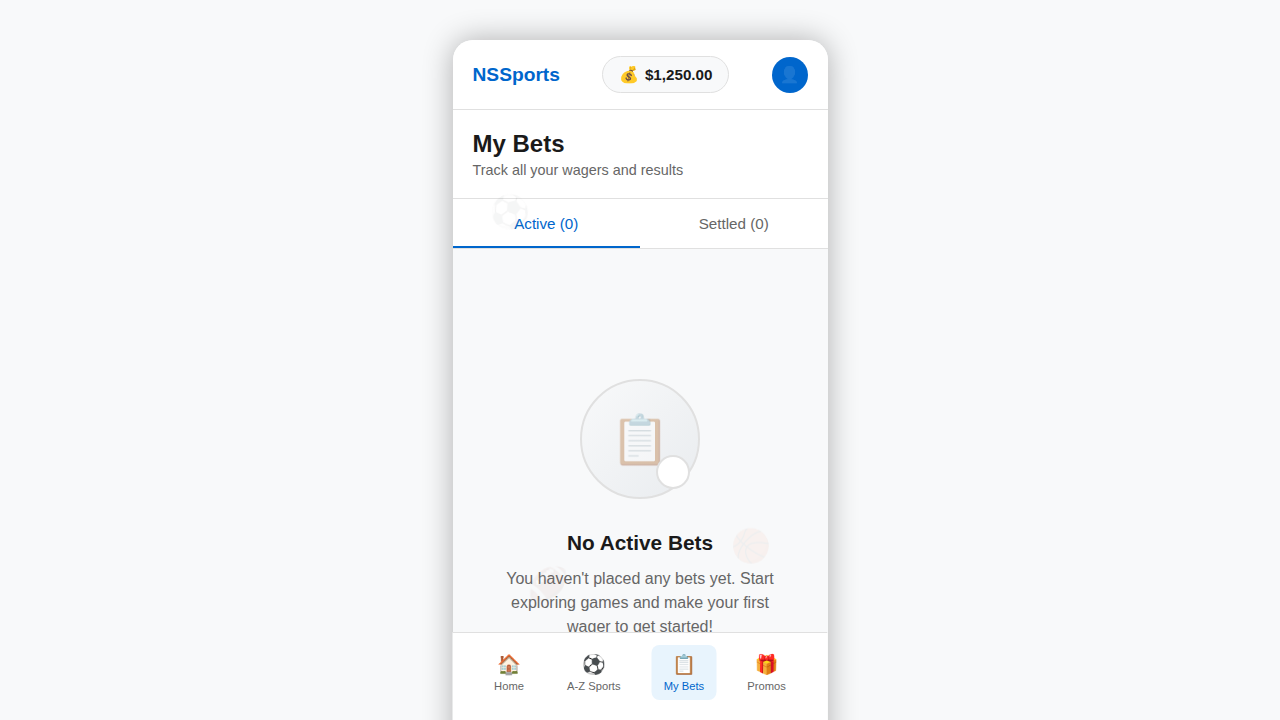 NSSports
$1,250.00
My Bets
Track all your wagers and results
Active (0)
Settled (0)
No Active Bets
You haven't placed any bets yet. Start
exploring games and make your first
wager to get started!
Home
A-Z Sports
My Bets
Promos